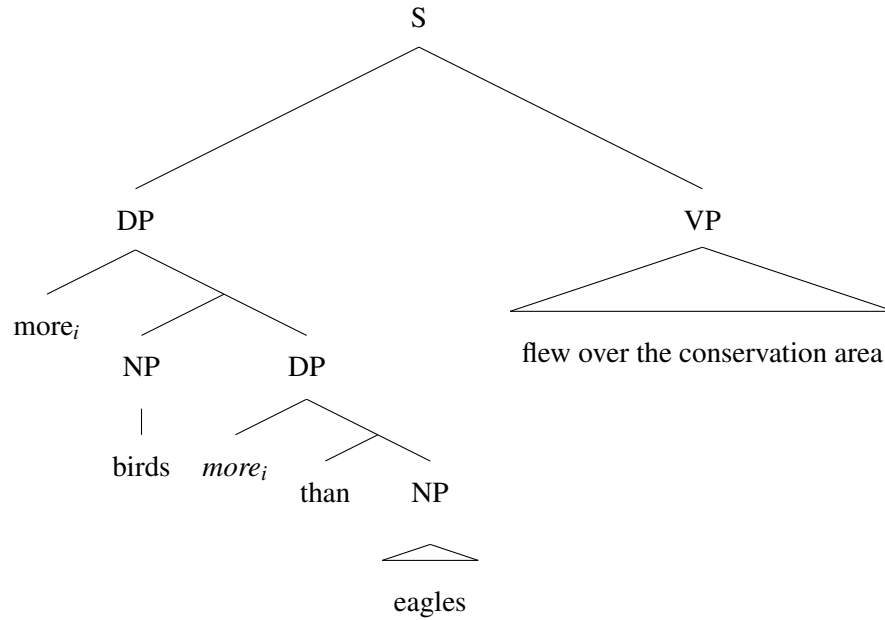 S
DP VP
more_i
NP DP
flew over the conservation area
birds more_i
than NP
eagles